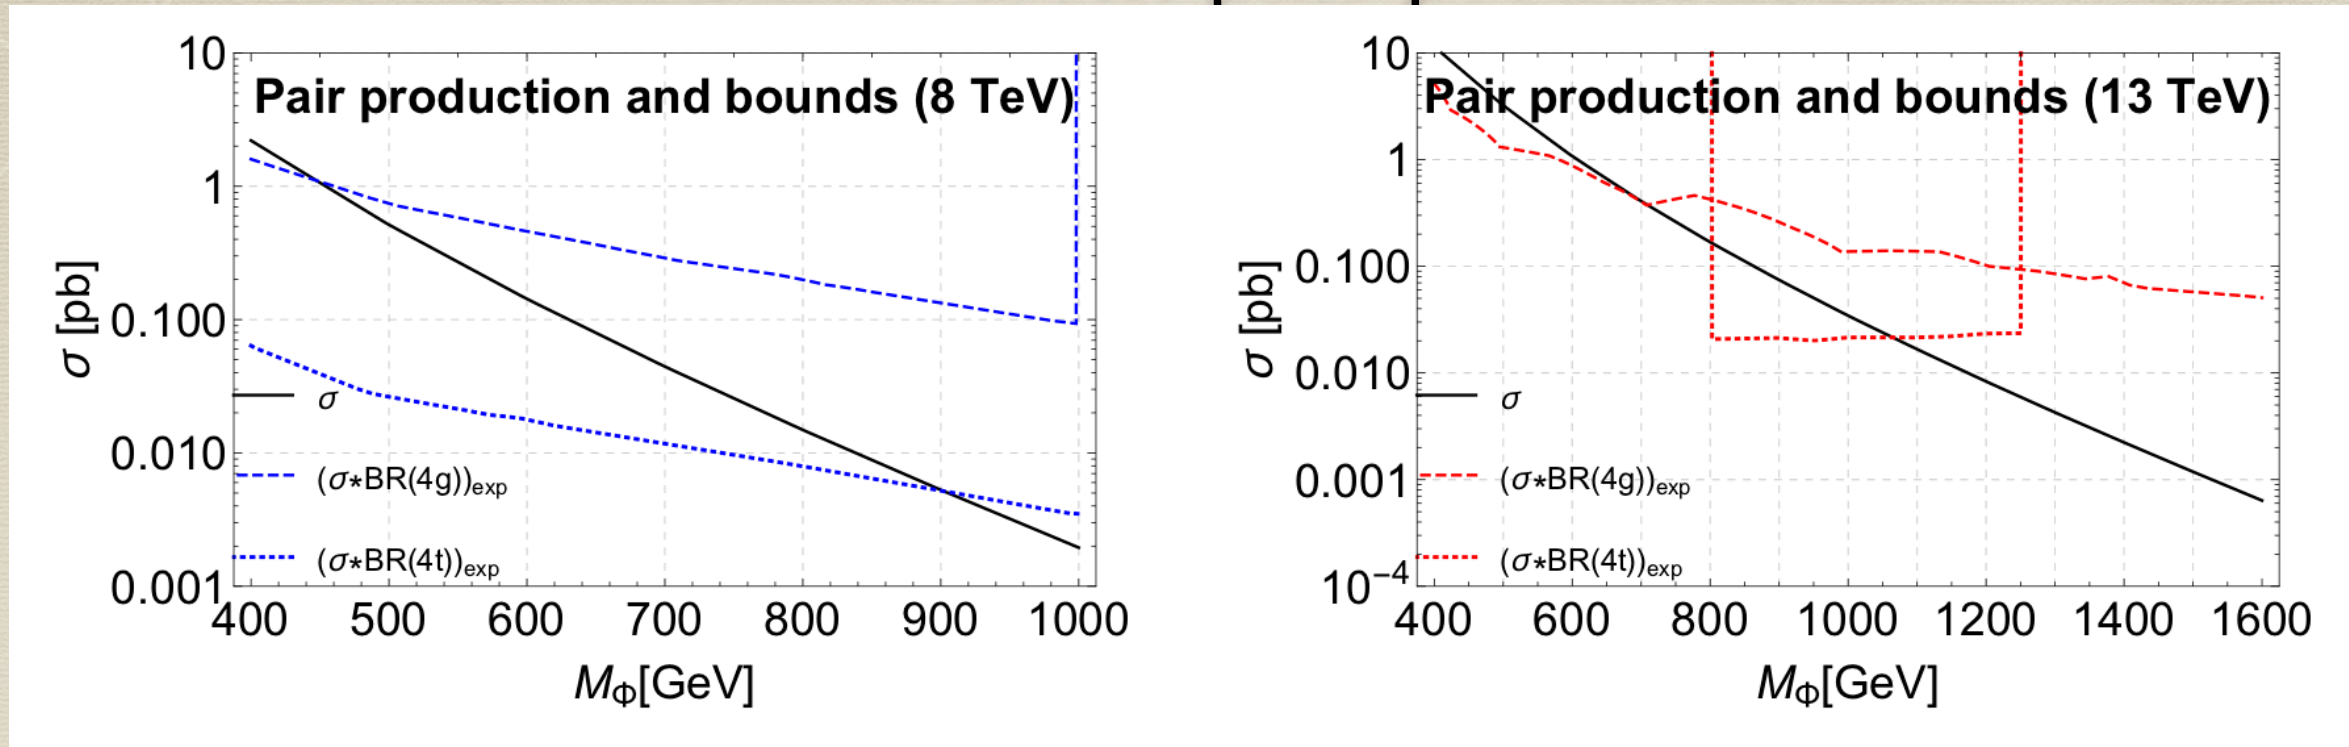 Pair production and bounds (8 TeV)
10
1
0.100
0.010
0.001
σ [pb]
σ
(σ*BR(4g))exp
(σ*BR(4t))exp
400 500 600 700 800 900 1000
MΦ[GeV]
Pair production and bounds (13 TeV)
10
1
0.100
0.010
0.001
10−4
σ [pb]
σ
(σ*BR(4g))exp
(σ*BR(4t))exp
400 600 800 1000 1200 1400 1600
MΦ[GeV]